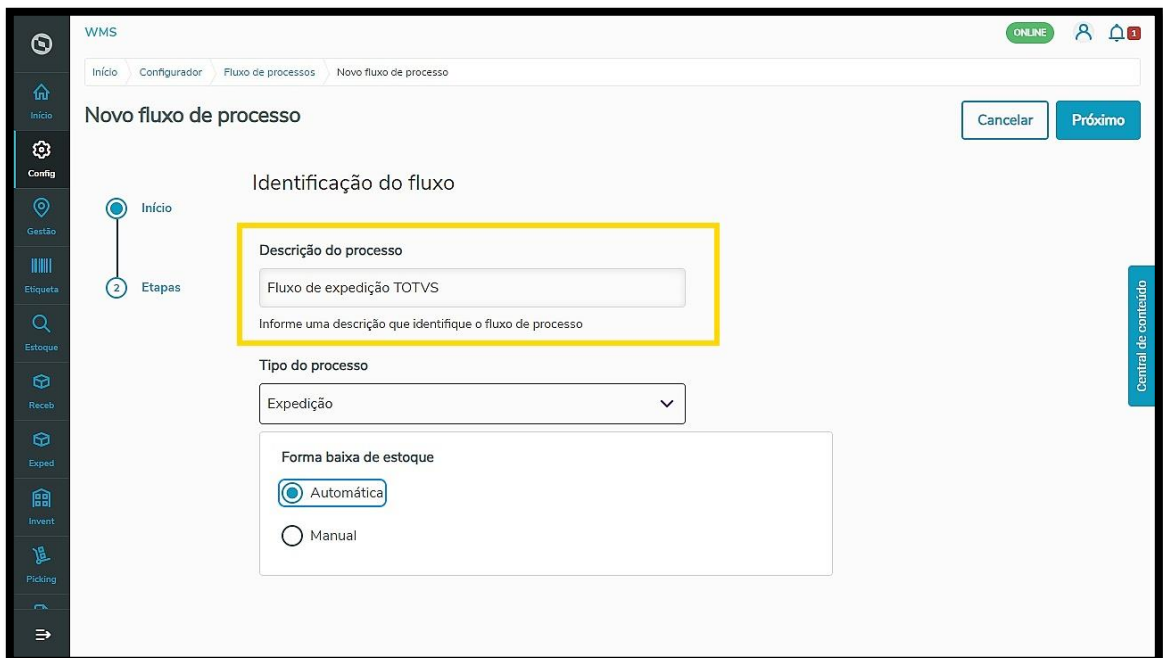 WMS
ONLINE
1
Início
Configurador
Fluxo de processos
Novo fluxo de processo
Novo fluxo de processo
Cancelar
Próximo
Início
Config
Gestão
Etiqueta
Estoque
Receb
Exped
Invent
Picking
Início
2 Etapas
Identificação do fluxo
Descrição do processo
Fluxo de expedição TOTVS
Informe uma descrição que identifique o fluxo de processo
Tipo do processo
Expedição
Forma baixa de estoque
Automática
Manual
Central de conteúdo